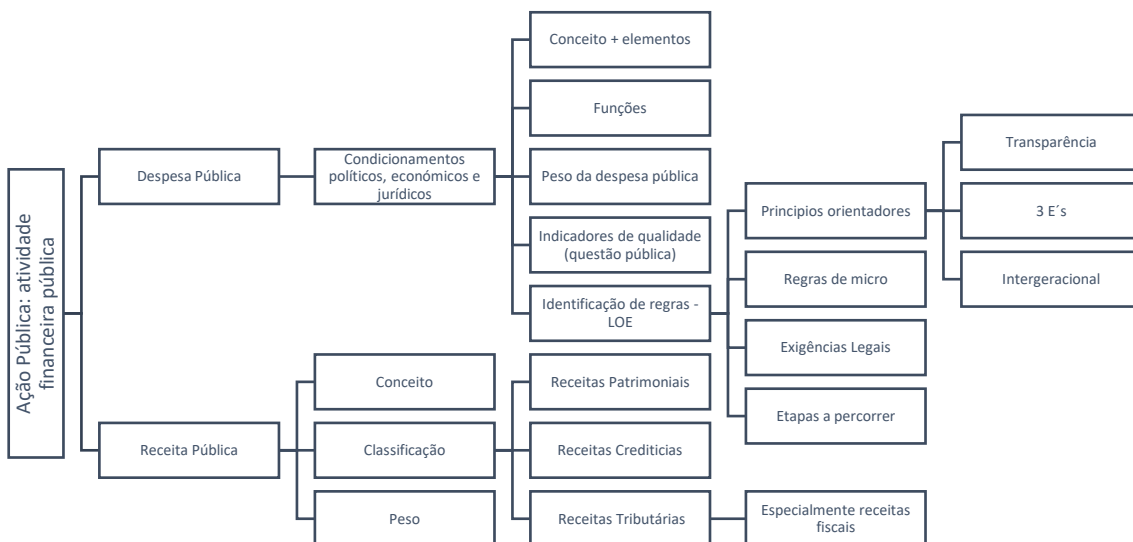 Ação Pública: atividade
financeira pública
Despesa Pública
Condicionamentos
políticos, económicos e
jurídicos
Conceito + elementos
Funções
Peso da despesa pública
Indicadores de qualidade
(questão pública)
Identificação de regras -
LOE
Principios orientadores
Transparência
3 E´s
Intergeracional
Regras de micro
Exigências Legais
Etapas a percorrer
Receita Pública
Conceito
Classificação
Receitas Patrimoniais
Receitas Crediticias
Receitas Tributárias
Especialmente receitas
fiscais
Peso